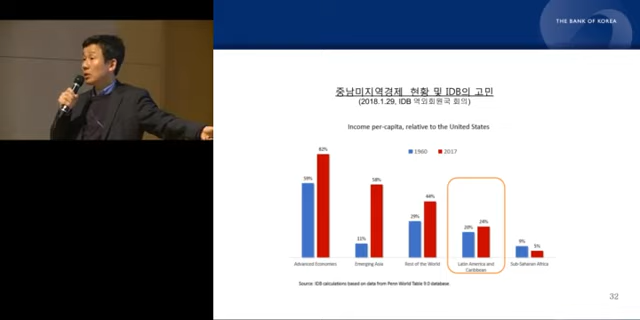 THE BANK OF KOREA
중남미지역경제 현황 및 IDB의 고민
(2018.1.29, IDB 역외회원국 회의)
Income per-capita, relative to the United States
1960 2017
59% 82% 11% 58% 29% 44% 20% 24% 9% 5%
Advanced Economies Emerging Asia Rest of the World Latin America and Sub-Saharan Africa
Caribbean
Source: IDB calculations based on data from Penn World Table 9.0 database.
32